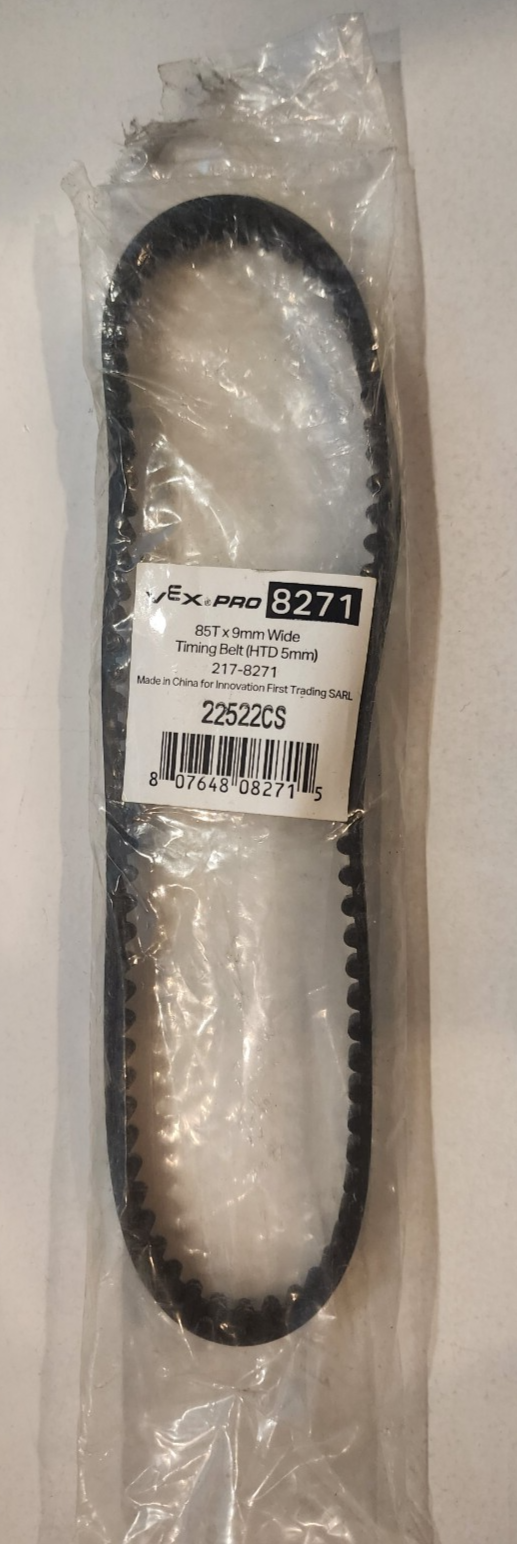 VEX PRO 8271
85T x 9mm Wide
Timing Belt (HTD 5mm)
217-8271
Made in China for Innovation First Trading SARL
22522CS
8 07648 08271 5